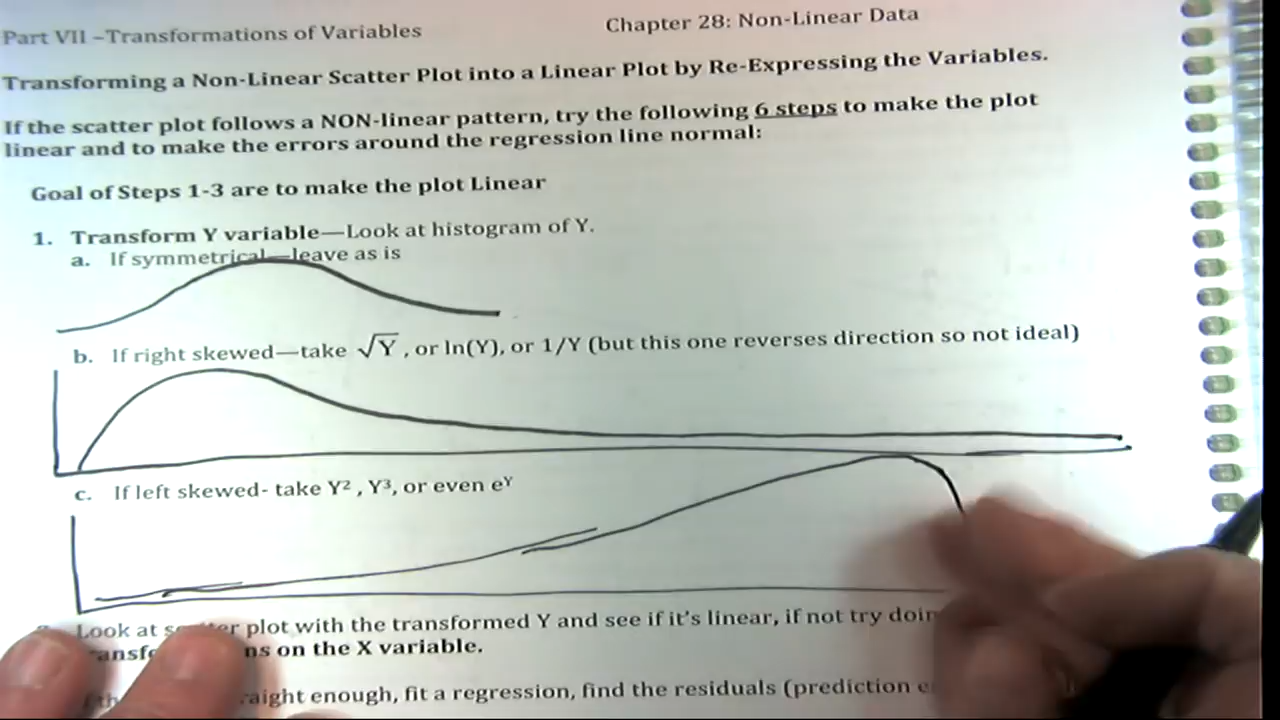 Part VII –Transformations of Variables Chapter 28: Non-Linear Data
Transforming a Non-Linear Scatter Plot into a Linear Plot by Re-Expressing the Variables.
If the scatter plot follows a NON-linear pattern, try the following 6 steps to make the plot
linear and to make the errors around the regression line normal:
Goal of Steps 1-3 are to make the plot Linear
1. Transform Y variable—Look at histogram of Y.
a. If symmetrical—leave as is
b. If right skewed—take √Y , or ln(Y), or 1/Y (but this one reverses direction so not ideal)
c. If left skewed- take Y² , Y³, or even eʸ
Look at plot with the transformed Y and see if it's linear, if not try
on the X variable.
enough, fit a regression, find the residuals (prediction